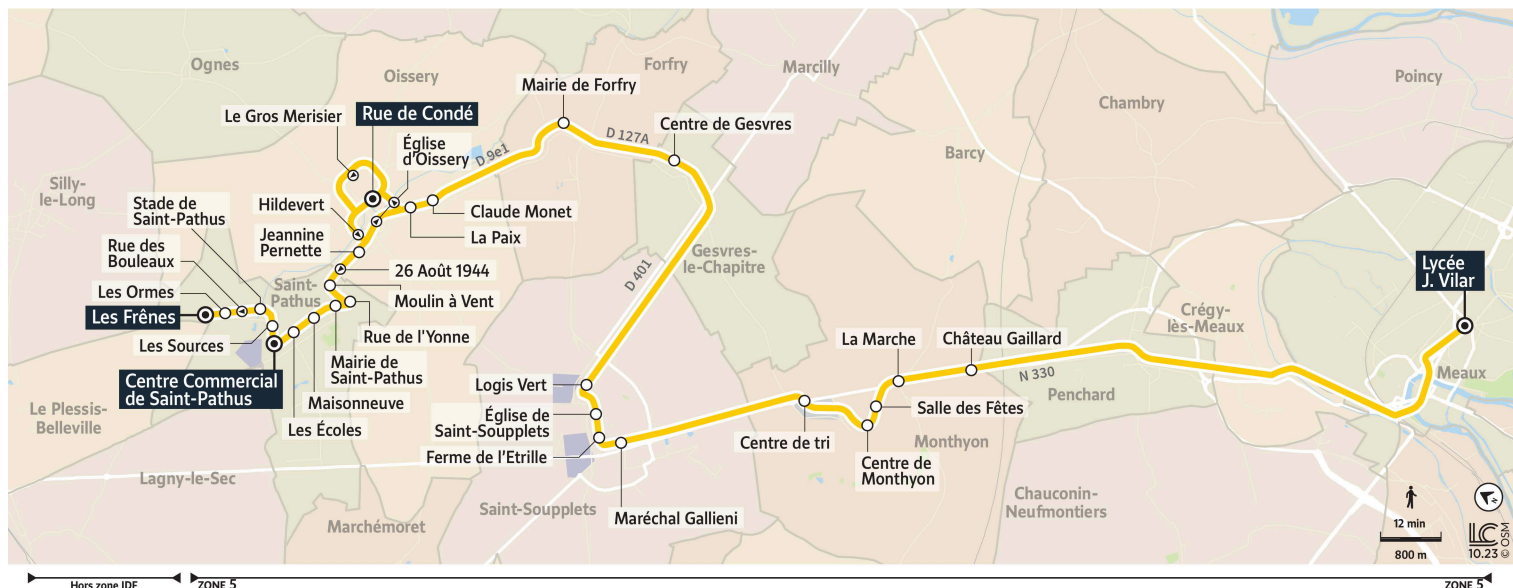 Ognes
Oissery
Forfry
Marcilly
Poincy
Mairie de Forfry
Chambry
Le Gros Merisier
Rue de Condé
D 127A
Centre de Gesvres
Église
d'Oissery
D 9e1
Barcy
Silly-
le-Long
Stade de
Saint-Pathus
Hildevert
Claude Monet
Jeannine
Pernette
La Paix
Rue des
Bouleaux
26 Août 1944
Gesvres-
le-Chapitre
D 401
Lycée
J. Vilar
Les Ormes
Saint-
Pathus
Moulin à Vent
Les Frênes
Crégy-
lès-Meaux
Rue de l'Yonne
Les Sources
La Marche
Château Gaillard
Mairie de
Saint-Pathus
N 330
Meaux
Centre Commercial
de Saint-Pathus
Logis Vert
Penchard
Maisonneuve
Le Plessis-
Belleville
Église de
Saint-Soupplets
Salle des Fêtes
Les Écoles
Centre de tri
Monthyon
Ferme de l'Etrille
Centre de
Monthyon
Lagny-le-Sec
Chauconin-
Neufmontiers
Saint-Soupplets
Maréchal Gallieni
Marchémoret
12 min
800 m
LC
10.23
© OSM
Hors zone IDF
ZONE 5
ZONE 5